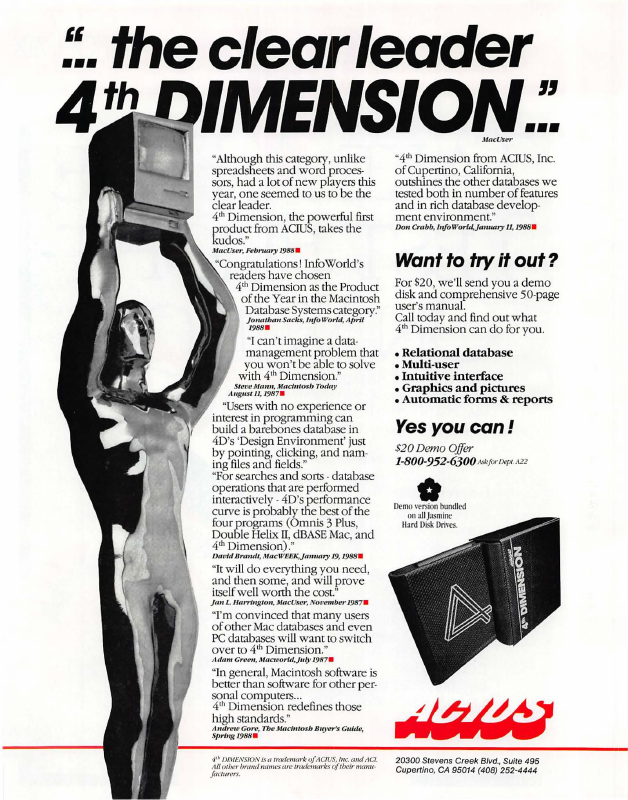 “... the clear leader
4th DIMENSION...”
MacUser
“Although this category, unlike
spreadsheets and word proces-
sors, had a lot of new players this
year, one seemed to us to be the
clear leader.
4th Dimension, the powerful first
product from ACIUS, takes the
kudos.”
MacUser, February 1988
“Congratulations! InfoWorld's
readers have chosen
4th Dimension as the Product
of the Year in the Macintosh
Database Systems category.”
Jonathan Sacks, InfoWorld, April
1988
“I can't imagine a data-
management problem that
you won't be able to solve
with 4th Dimension.”
Steve Mann, Macintosh Today
August 11, 1987
“Users with no experience or
interest in programming can
build a barebones database in
4D's ‘Design Environment’ just
by pointing, clicking, and nam-
ing files and fields.”
“For searches and sorts - database
operations that are performed
interactively - 4D's performance
curve is probably the best of the
four programs (Omnis 3 Plus,
Double Helix II, dBASE Mac, and
4th Dimension).”
David Brandt, MacWEEK, January 19, 1988
“It will do everything you need,
and then some, and will prove
itself well worth the cost.”
Jan L. Harrington, MacUser, November 1987
“I'm convinced that many users
of other Mac databases and even
PC databases will want to switch
over to 4th Dimension.”
Adam Green, Macworld, July 1987
“In general, Macintosh software is
better than software for other per-
sonal computers...
4th Dimension redefines those
high standards.”
Andrew Gore, The Macintosh Buyer's Guide,
Spring 1988
4th DIMENSION is a trademark of ACIUS, Inc. and ACI.
All other brand names are trademarks of their manu-
facturers.
“4th Dimension from ACIUS, Inc.
of Cupertino, California,
outshines the other databases we
tested both in number of features
and in rich database develop-
ment environment.”
Don Crabb, InfoWorld, January 11, 1988
Want to try it out?
For $20, we'll send you a demo
disk and comprehensive 50-page
user's manual.
Call today and find out what
4th Dimension can do for you.
• Relational database
• Multi-user
• Intuitive interface
• Graphics and pictures
• Automatic forms & reports
Yes you can!
$20 Demo Offer
1-800-952-6300 Ask for Dept. A22
Demo version bundled
on all Jasmine
Hard Disk Drives.
4
4th DIMENSION
ACIUS
20300 Stevens Creek Blvd., Suite 495
Cupertino, CA 95014 (408) 252-4444